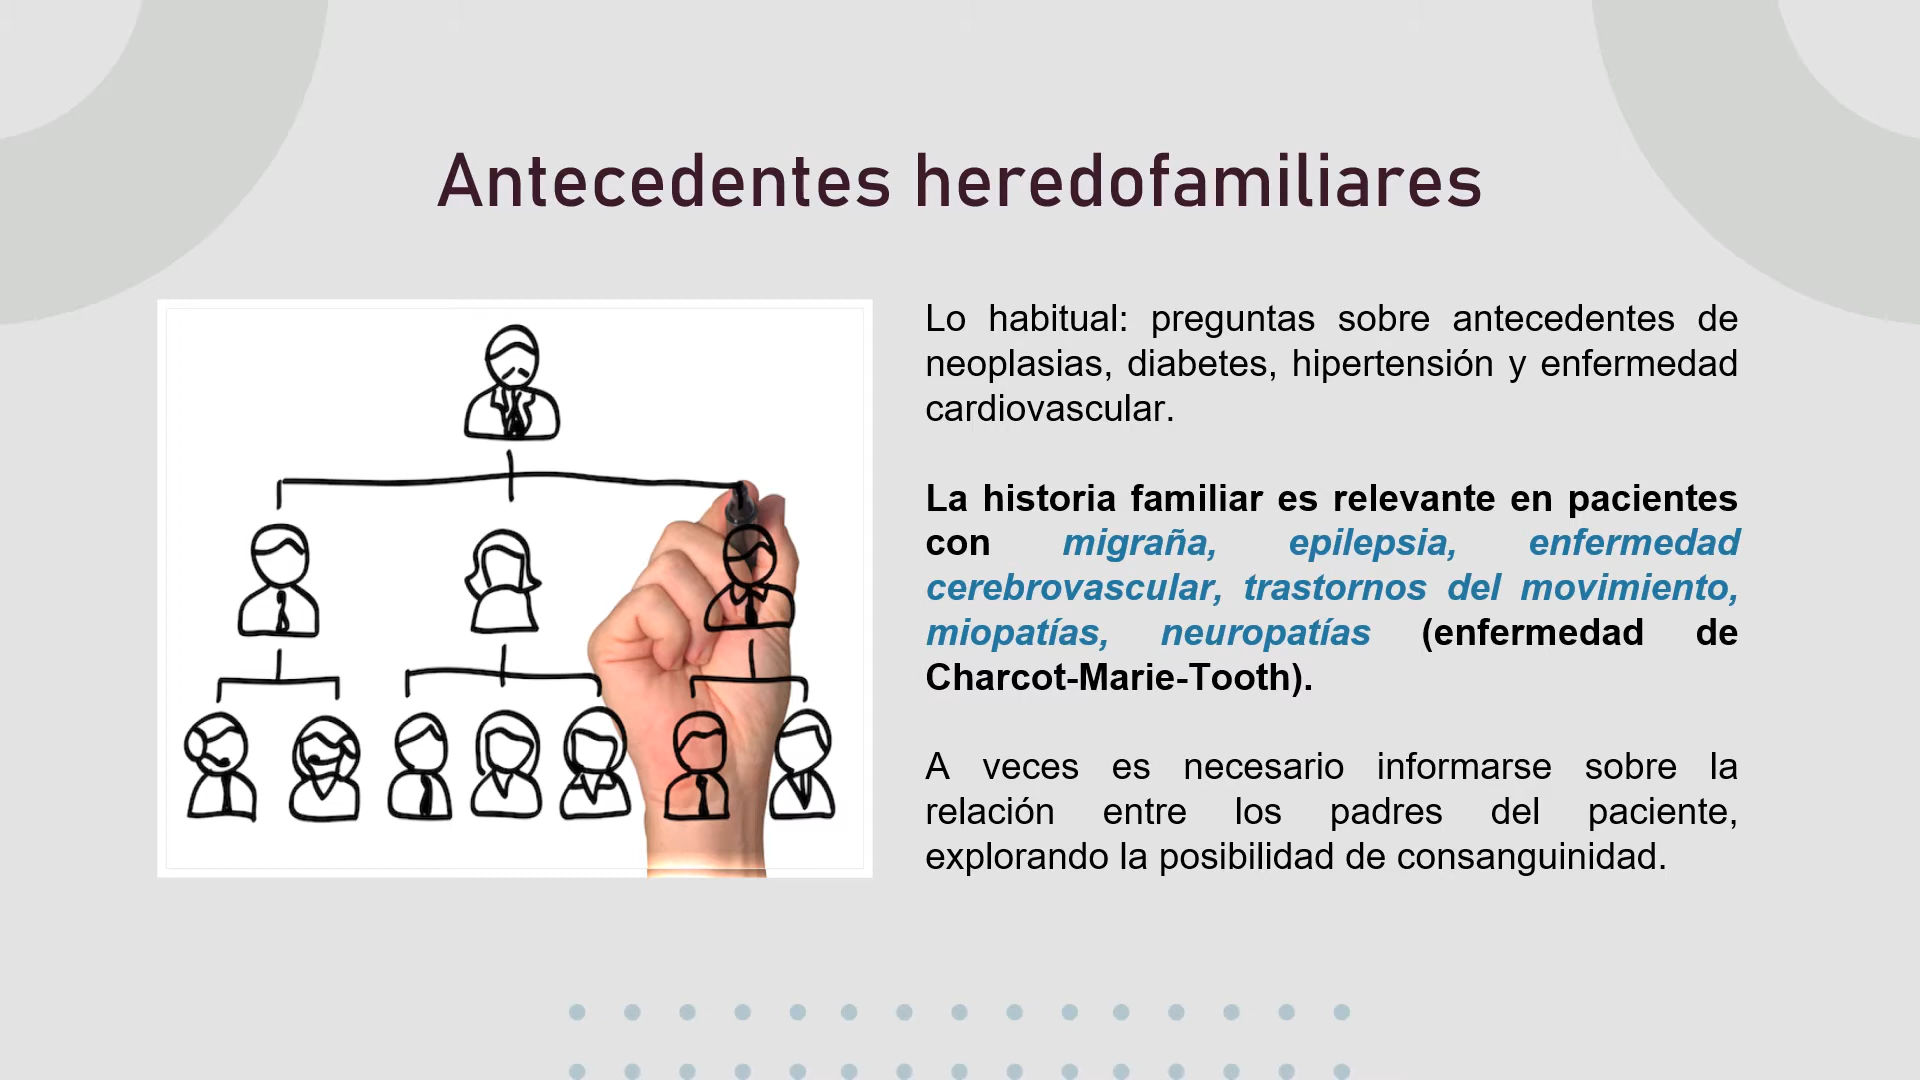 Antecedentes heredofamiliares
Lo habitual: preguntas sobre antecedentes de
neoplasias, diabetes, hipertensión y enfermedad
cardiovascular.
La historia familiar es relevante en pacientes
con migraña, epilepsia, enfermedad
cerebrovascular, trastornos del movimiento,
miopatías, neuropatías (enfermedad de
Charcot-Marie-Tooth).
A veces es necesario informarse sobre la
relación entre los padres del paciente,
explorando la posibilidad de consanguinidad.